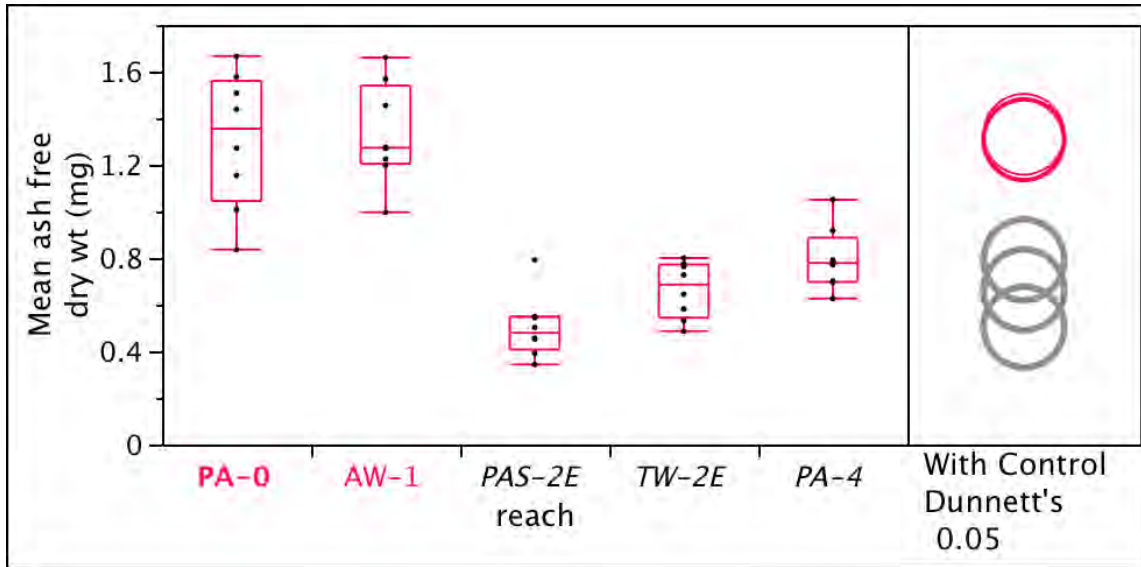 Mean ash free
dry wt (mg)
1.6
1.2
0.8
0.4
0
PA-0 AW-1 PAS-2E TW-2E PA-4
reach
With Control
Dunnett's
0.05